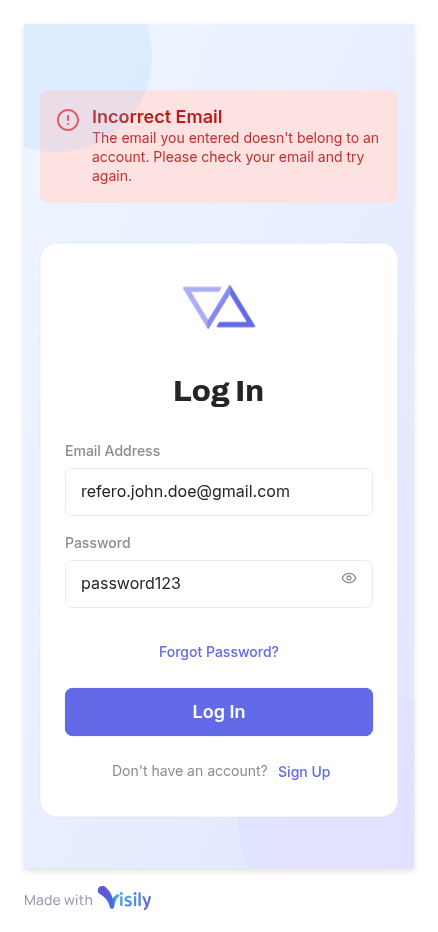 Incorrect Email
The email you entered doesn't belong to an
account. Please check your email and try
again.
Log In
Email Address
refero.john.doe@gmail.com
Password
password123
Forgot Password?
Log In
Don't have an account? Sign Up
Made with Visily